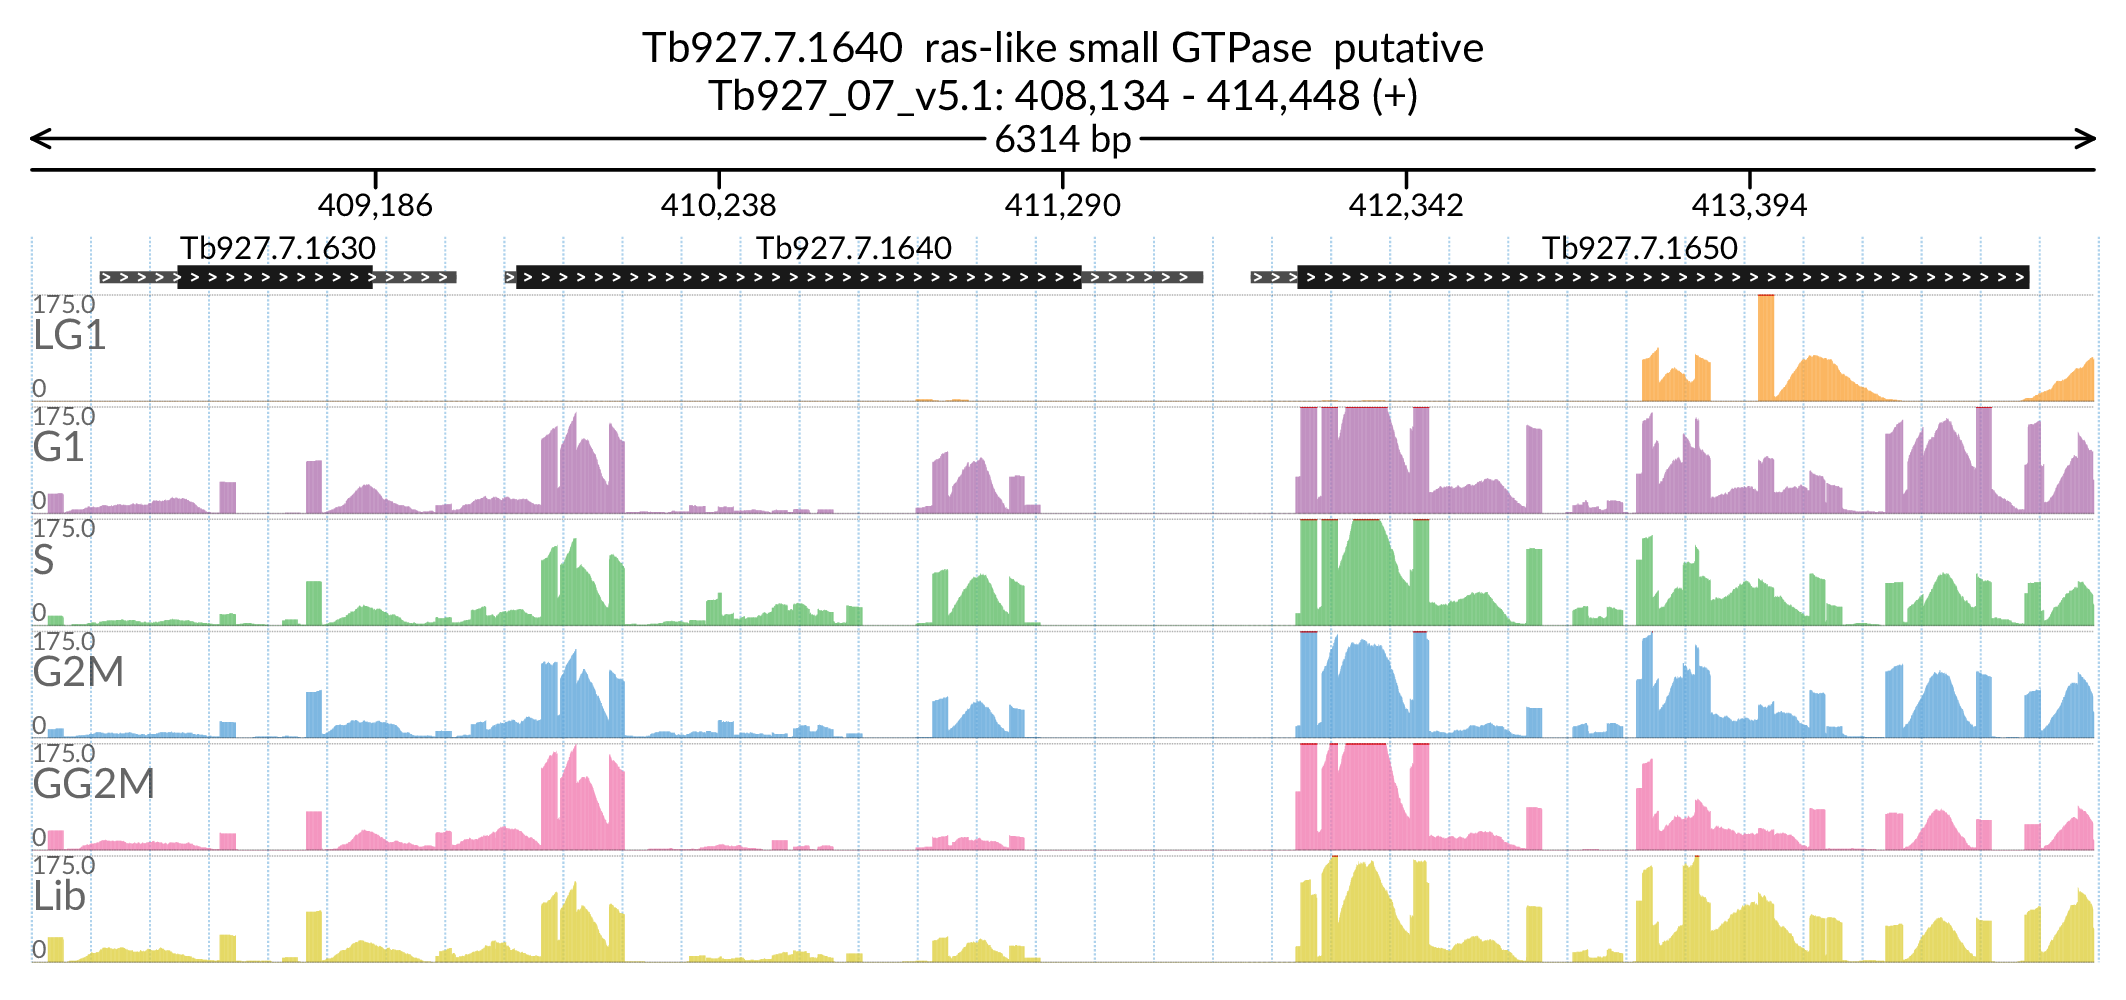 Tb927.7.1640  ras-like small GTPase  putative
Tb927_07_v5.1: 408,134 - 414,448 (+)
6314 bp
409,186 410,238 411,290 412,342 413,394
Tb927.7.1630 Tb927.7.1640 Tb927.7.1650
175.0
LG1
0
175.0
G1
0
175.0
S
0
175.0
G2M
0
175.0
GG2M
0
175.0
Lib
0